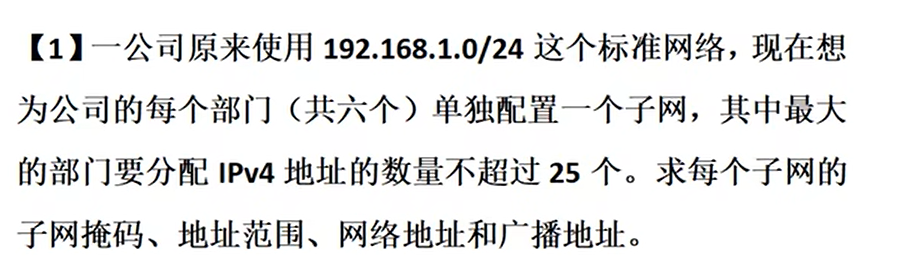 【1】一公司原来使用 192.168.1.0/24 这个标准网络，现在想
为公司的每个部门（共六个）单独配置一个子网，其中最大
的部门要分配 IPv4 地址的数量不超过 25 个。求每个子网的
子网掩码、地址范围、网络地址和广播地址。